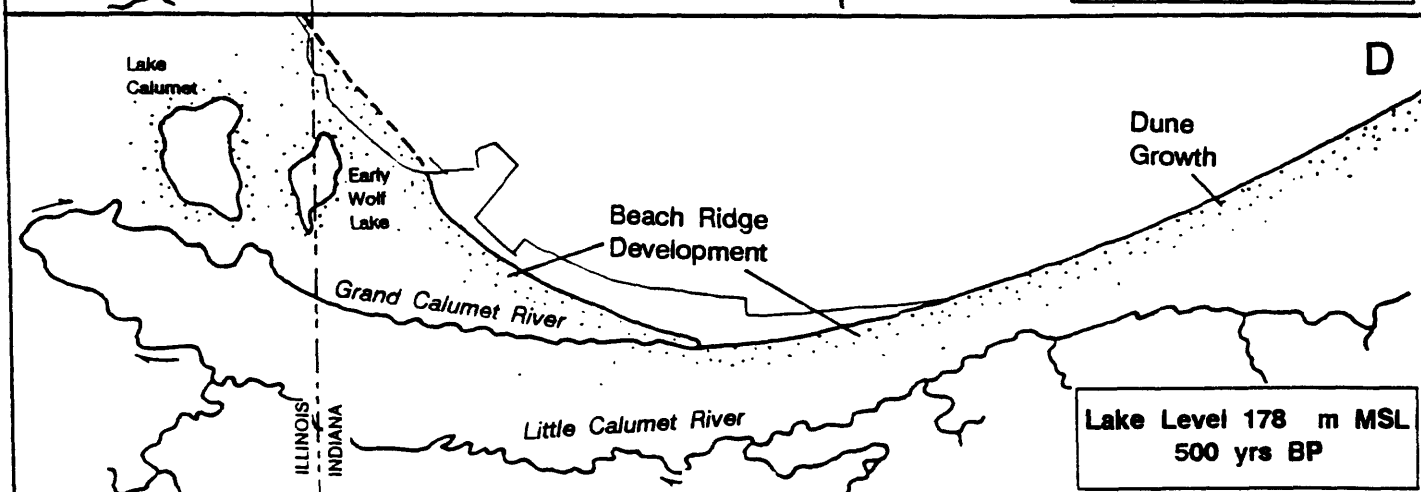 D
Lake
Calumet
Dune
Growth
Early
Wolf
Lake
Beach Ridge
Development
Grand Calumet River
Little Calumet River
ILLINOIS
INDIANA
Lake Level 178 m MSL
500 yrs BP